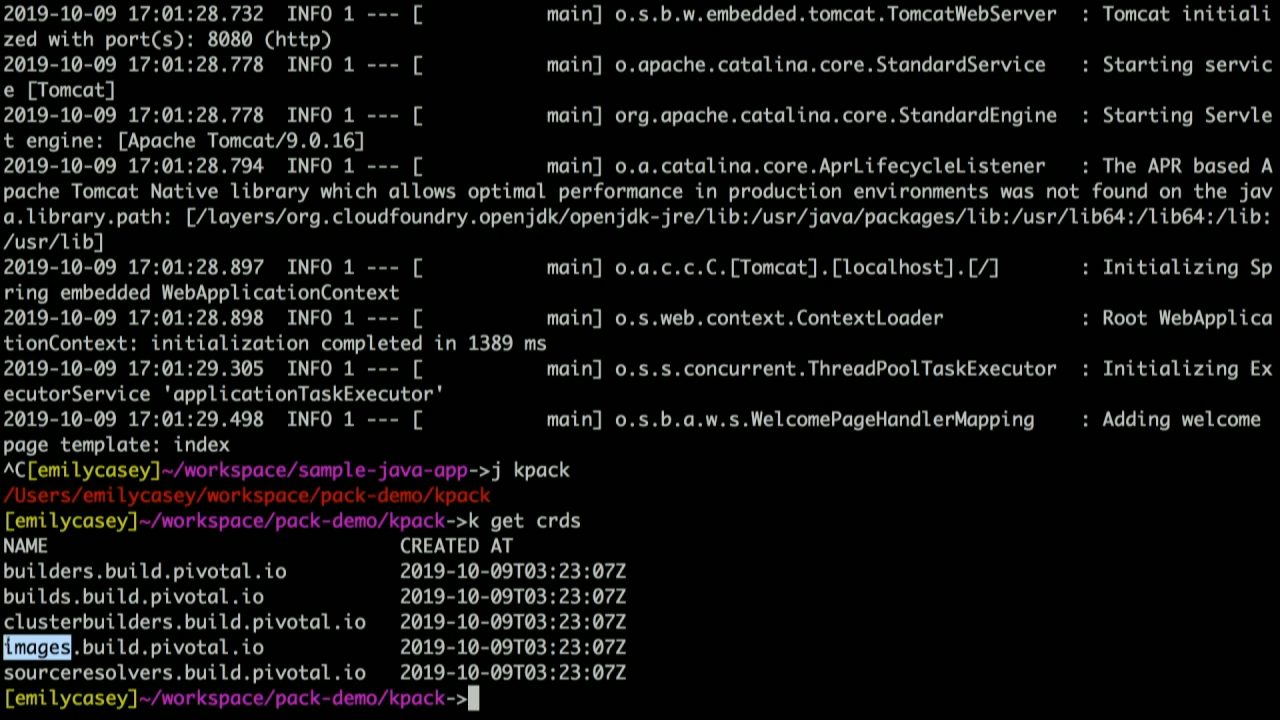 2019-10-09 17:01:28.732  INFO 1 --- [           main] o.s.b.w.embedded.tomcat.TomcatWebServer  : Tomcat initiali
zed with port(s): 8080 (http)
2019-10-09 17:01:28.778  INFO 1 --- [           main] o.apache.catalina.core.StandardService   : Starting servic
e [Tomcat]
2019-10-09 17:01:28.778  INFO 1 --- [           main] org.apache.catalina.core.StandardEngine  : Starting Servle
t engine: [Apache Tomcat/9.0.16]
2019-10-09 17:01:28.794  INFO 1 --- [           main] o.a.catalina.core.AprLifecycleListener   : The APR based A
pache Tomcat Native library which allows optimal performance in production environments was not found on the jav
a.library.path: [/layers/org.cloudfoundry.openjdk/openjdk-jre/lib:/usr/java/packages/lib:/usr/lib64:/lib64:/lib:
/usr/lib]
2019-10-09 17:01:28.897  INFO 1 --- [           main] o.a.c.c.C.[Tomcat].[localhost].[/]       : Initializing Sp
ring embedded WebApplicationContext
2019-10-09 17:01:28.898  INFO 1 --- [           main] o.s.web.context.ContextLoader            : Root WebApplica
tionContext: initialization completed in 1389 ms
2019-10-09 17:01:29.305  INFO 1 --- [           main] o.s.s.concurrent.ThreadPoolTaskExecutor  : Initializing Ex
ecutorService 'applicationTaskExecutor'
2019-10-09 17:01:29.498  INFO 1 --- [           main] o.s.b.a.w.s.WelcomePageHandlerMapping    : Adding welcome
page template: index
^C[emilycasey]~/workspace/sample-java-app->j kpack
/Users/emilycasey/workspace/pack-demo/kpack
[emilycasey]~/workspace/pack-demo/kpack->k get crds
NAME                               CREATED AT
builders.build.pivotal.io          2019-10-09T03:23:07Z
builds.build.pivotal.io            2019-10-09T03:23:07Z
clusterbuilders.build.pivotal.io   2019-10-09T03:23:07Z
images.build.pivotal.io            2019-10-09T03:23:07Z
sourceresolvers.build.pivotal.io   2019-10-09T03:23:07Z
[emilycasey]~/workspace/pack-demo/kpack->